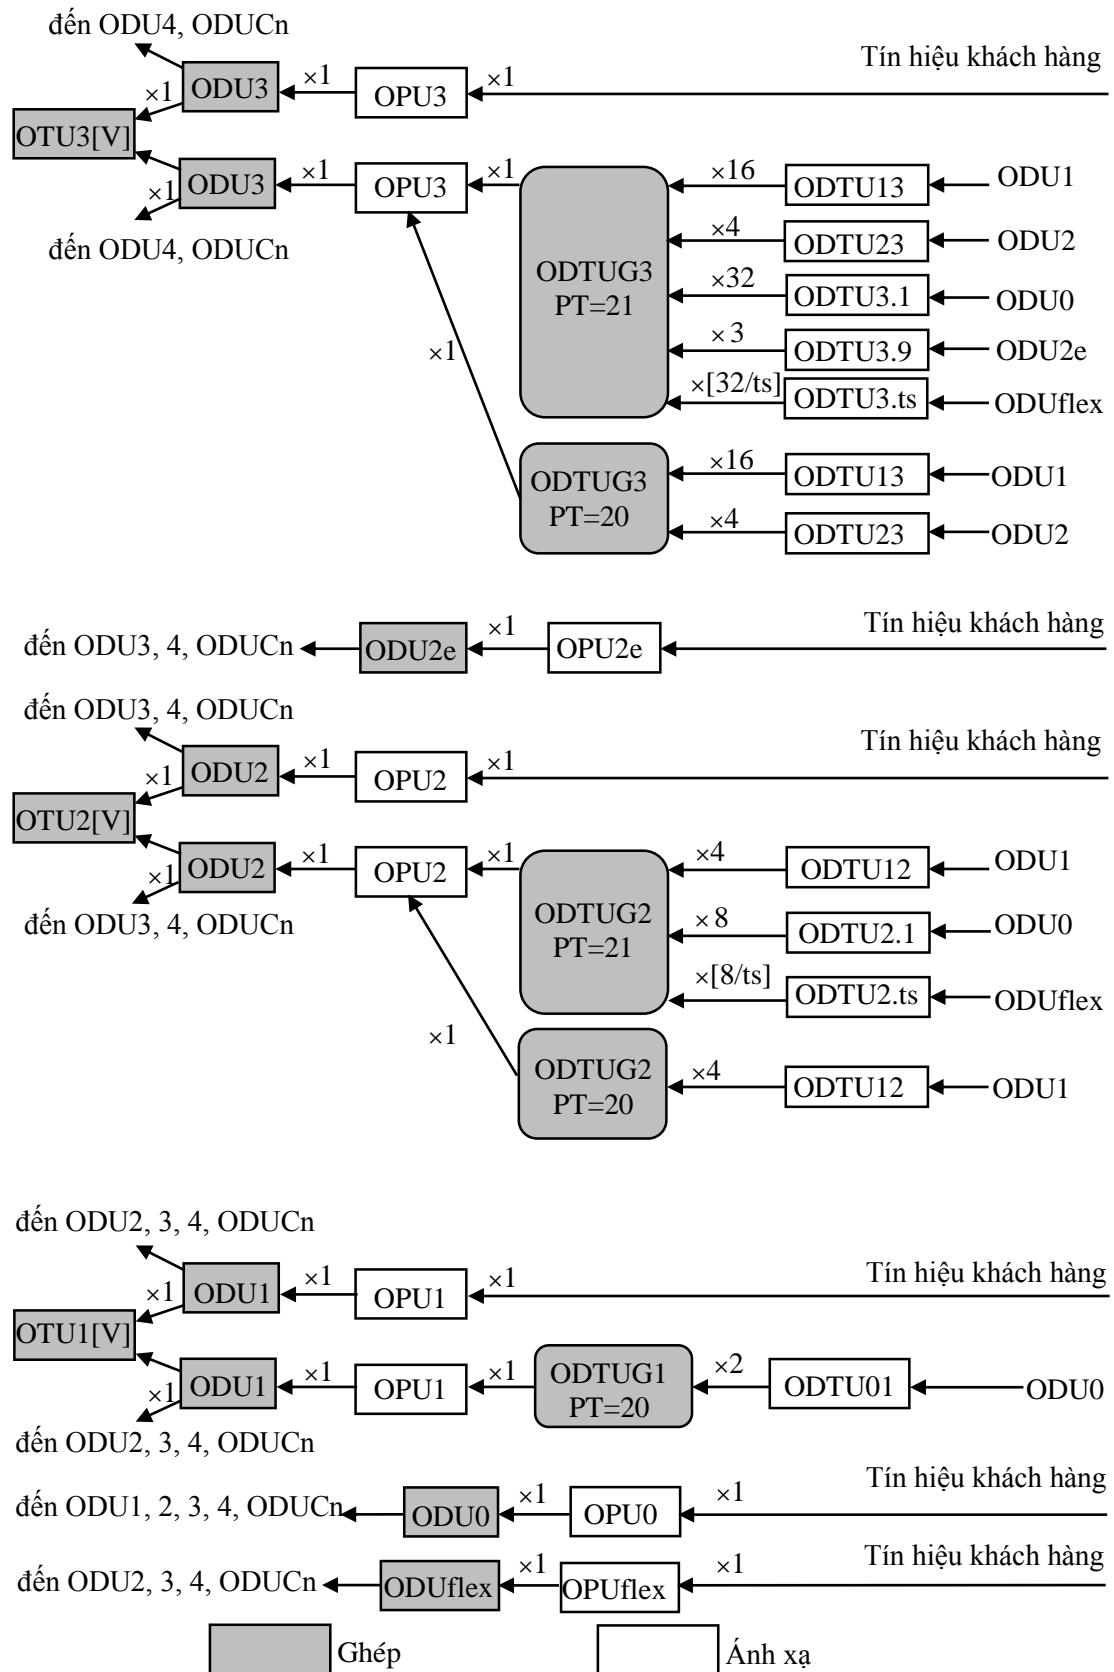 đến ODU4, ODUCn
Tín hiệu khách hàng
×1
ODU3
×1
OPU3
×1
OTU3[V]
ODU3
×1
OPU3
×1
×1
đến ODU4, ODUCn
ODTUG3
PT=21
×16
ODTU13
ODU1
×4
ODTU23
ODU2
×32
ODTU3.1
ODU0
×3
ODTU3.9
ODU2e
×[32/ts]
ODTU3.ts
ODUflex
×1
ODTUG3
PT=20
×16
ODTU13
ODU1
×4
ODTU23
ODU2
Tín hiệu khách hàng
đến ODU3, 4, ODUCn
ODU2e
×1
OPU2e
đến ODU3, 4, ODUCn
Tín hiệu khách hàng
×1
ODU2
×1
OPU2
×1
OTU2[V]
ODU2
×1
OPU2
×1
×1
đến ODU3, 4, ODUCn
ODTUG2
PT=21
×4
ODTU12
ODU1
×8
ODTU2.1
ODU0
×[8/ts]
ODTU2.ts
ODUflex
×1
ODTUG2
PT=20
×4
ODTU12
ODU1
đến ODU2, 3, 4, ODUCn
Tín hiệu khách hàng
×1
ODU1
×1
OPU1
×1
OTU1[V]
ODU1
×1
OPU1
×1
ODTUG1
PT=20
×2
ODTU01
ODU0
×1
đến ODU2, 3, 4, ODUCn
Tín hiệu khách hàng
đến ODU1, 2, 3, 4, ODUCn
ODU0
×1
OPU0
×1
Tín hiệu khách hàng
đến ODU2, 3, 4, ODUCn
ODUflex
×1
OPUflex
×1
Ghép
Ánh xạ